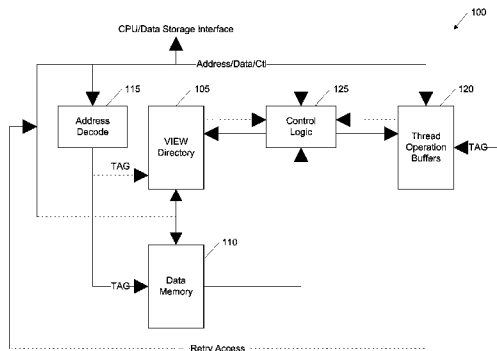 100
CPU/Data Storage Interface
Address/Data/Ctl
115
105
125
120
Address
Decode
VIEW
Directory
Control
Logic
Thread
Operation
Buffers
TAG
TAG
110
TAG
Data
Memory
Retry Access